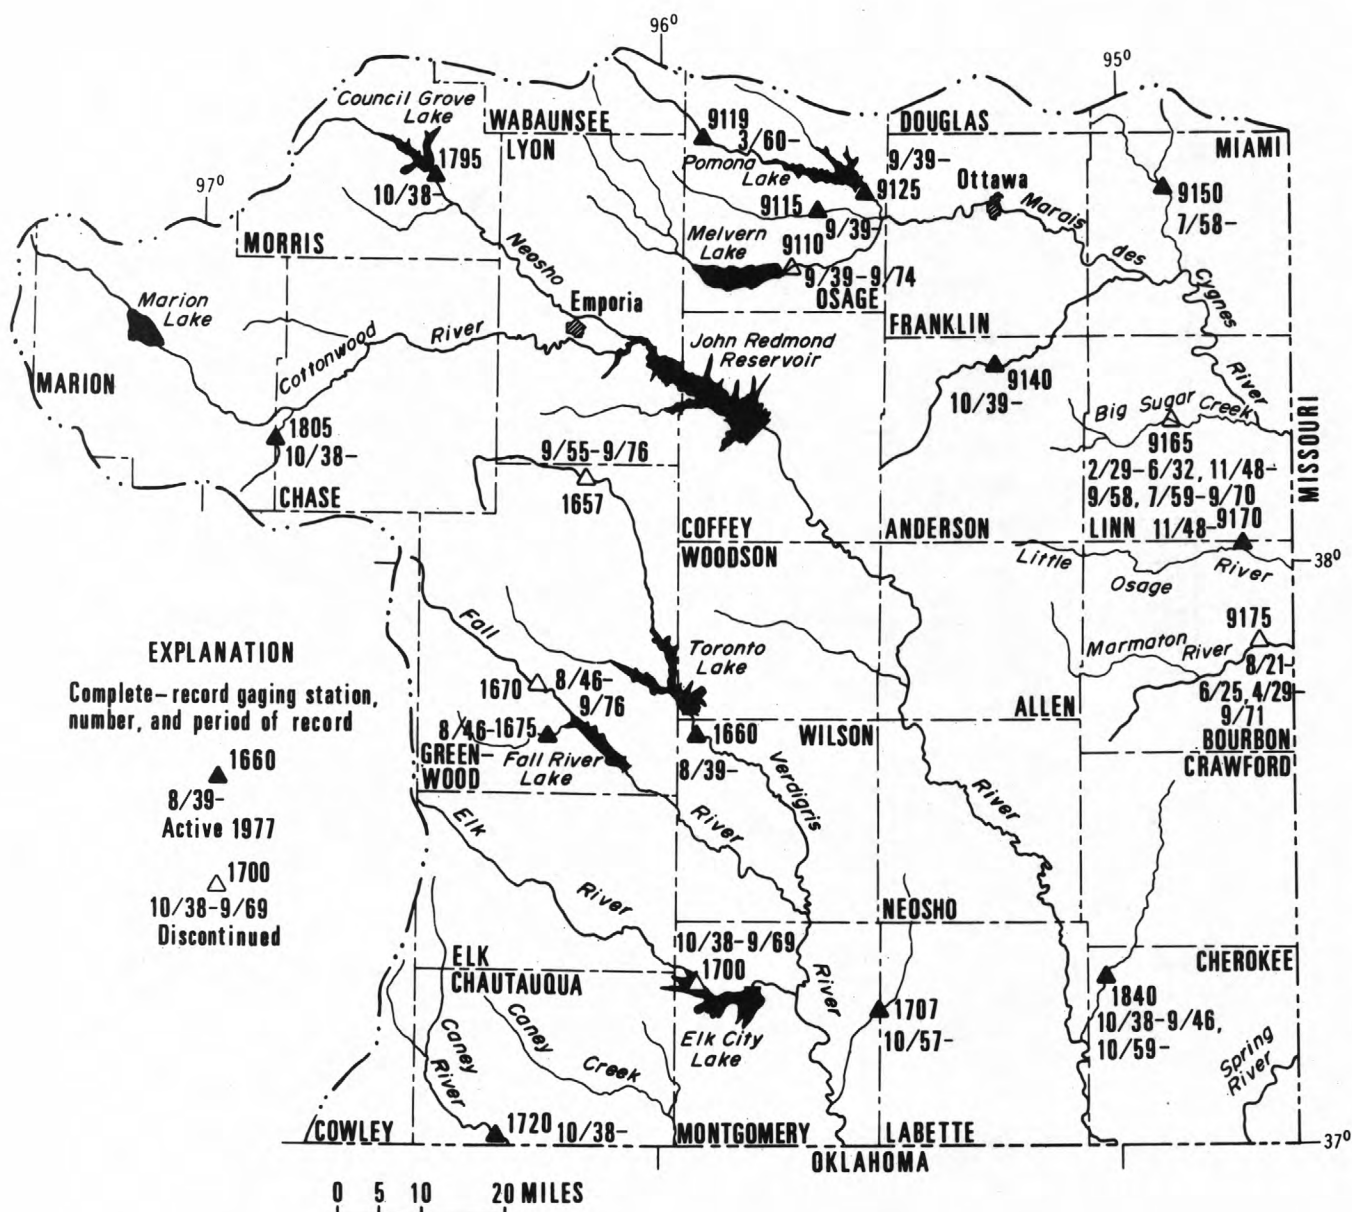 96⁰
95⁰
Council Grove
Lake
WABAUNSEE
LYON
9119
3/60-
DOUGLAS
MIAMI
1795
10/38-
Pomona
Lake
9/39-
9125
Ottawa
9150
7/58-
97⁰
9115
9/39-
Marais
des
Cygnes
River
MORRIS
Neosho
Melvern
Lake
9110
9/39-9/74
OSAGE
Marion
Lake
Emporia
FRANKLIN
Cottonwood
River
John Redmond
Reservoir
MARION
9140
10/39-
Big Sugar Creek
9165
2/29-6/32, 11/48-
9/58, 7/59-9/70
MISSOURI
1805
10/38-
9/55-9/76
1657
CHASE
COFFEY
WOODSON
ANDERSON
LINN
11/48-
9170
38⁰
Little
Osage
River
Fall
9175
EXPLANATION
Toronto
Lake
Marmaton
River
8/21-
6/25, 4/29-
9/71
Complete-record gaging station,
number, and period of record
1670
8/46-
9/76
ALLEN
8/46-
1675
1660
8/39-
WILSON
BOURBON
CRAWFORD
GREEN-
WOOD
Fall River
Lake
1660
8/39-
Active 1977
Verdigris
River
River
Elk
River
1700
10/38-9/69
Discontinued
NEOSHO
10/38-9/69
1700
ELK
CHAUTAUQUA
River
CHEROKEE
1840
10/38-9/46,
10/59-
1707
10/57-
Elk City
Lake
Caney
River
Caney
Creek
Spring
River
COWLEY
1720
10/38-
MONTGOMERY
LABETTE
37⁰
OKLAHOMA
0 5 10 20 MILES